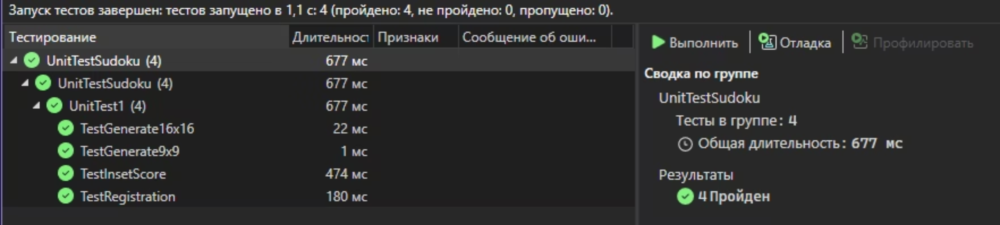 Запуск тестов завершен: тестов запущено в 1,1 с: 4 (пройдено: 4, не пройдено: 0, пропущено: 0).
Тестирование Длительност Признаки Сообщение об оши...
UnitTestSudoku (4) 677 мс
UnitTestSudoku (4) 677 мс
UnitTest1 (4) 677 мс
TestGenerate16x16 22 мс
TestGenerate9x9 1 мс
TestInsetScore 474 мс
TestRegistration 180 мс
Выполнить Отладка Профилировать
Сводка по группе
UnitTestSudoku
Тесты в группе: 4
Общая длительность: 677 мс
Результаты
4 Пройден